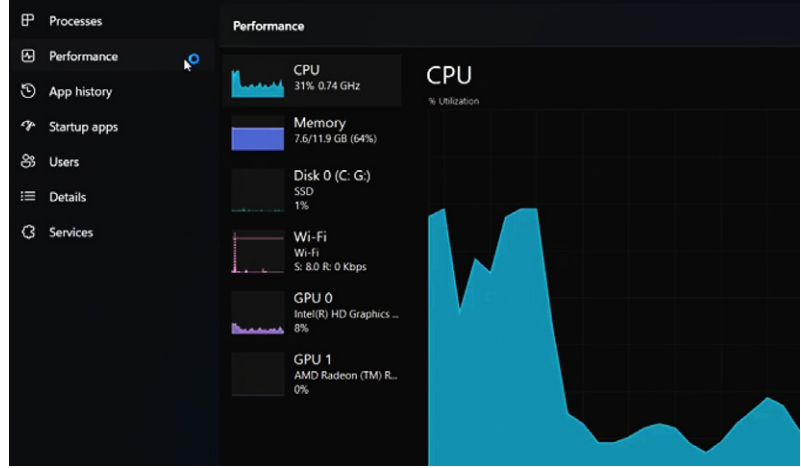 Processes
Performance
App history
Startup apps
Users
Details
Services
Performance
CPU
31% 0.74 GHz
Memory
7.6/11.9 GB (64%)
Disk 0 (C: G:)
SSD
1%
Wi-Fi
Wi-Fi
S: 8.0 R: 0 Kbps
GPU 0
Intel(R) HD Graphics ...
8%
GPU 1
AMD Radeon (TM) R...
0%
CPU
% Utilization